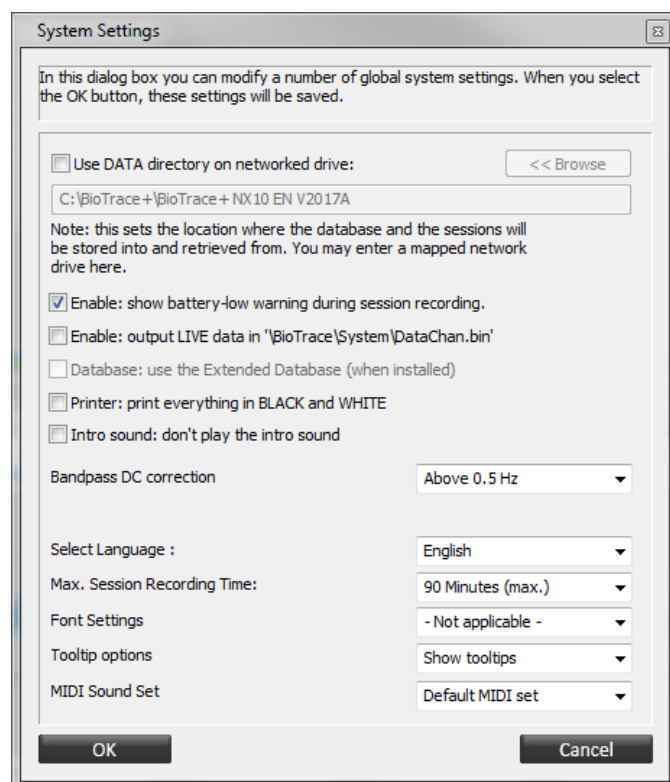 System Settings
In this dialog box you can modify a number of global system settings. When you select
the OK button, these settings will be saved.
Use DATA directory on networked drive:
<< Browse
C:\BioTrace+\BioTrace+ NX10 EN V2017A
Note: this sets the location where the database and the sessions will
be stored into and retrieved from. You may enter a mapped network
drive here.
Enable: show battery-low warning during session recording.
Enable: output LIVE data in '\BioTrace\System\DataChan.bin'
Database: use the Extended Database (when installed)
Printer: print everything in BLACK and WHITE
Intro sound: don't play the intro sound
Bandpass DC correction
Above 0.5 Hz
Select Language :
English
Max. Session Recording Time:
90 Minutes (max.)
Font Settings
- Not applicable -
Tooltip options
Show tooltips
MIDI Sound Set
Default MIDI set
OK
Cancel